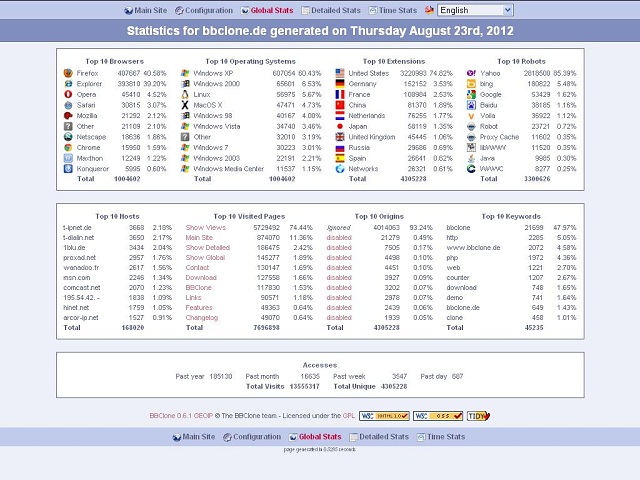 Main Site Configuration Global Stats Detailed Stats Time Stats English
Statistics for bbclone.de generated on Thursday August 23rd, 2012
Top 10 Browsers Top 10 Operating Systems Top 10 Extensions Top 10 Robots
Firefox 407667 40.58% Windows XP 607054 60.43% United States 3220993 74.82% Yahoo 2818500 85.39%
Explorer 393810 39.20% Windows 2000 65601 6.53% Germany 152152 3.53% bing 180822 5.48%
Opera 45410 4.52% Linux 56975 5.67% France 108984 2.53% Google 53429 1.62%
Safari 30815 3.07% MacOS X 47471 4.73% China 81370 1.89% Baidu 38185 1.16%
Mozilla 21292 2.12% Windows 98 40167 4.00% Netherlands 76255 1.77% Voila 36922 1.12%
Other 21109 2.10% Windows Vista 34740 3.46% Japan 58119 1.35% Robot 23721 0.72%
Netscape 18636 1.86% Other 32010 3.19% United Kingdom 45445 1.06% Proxy Cache 11602 0.35%
Chrome 15950 1.59% Windows 7 30223 3.01% Russia 29686 0.69% libWWW 11520 0.35%
Maxthon 12249 1.22% Windows 2003 22191 2.21% Spain 26641 0.62% Java 9985 0.30%
Konqueror 5995 0.60% Windows Media Center 11537 1.15% Networks 26321 0.61% WWWC 8277 0.25%
Total 1004602 Total 1004602 Total 4305228 Total 3300626
Top 10 Hosts Top 10 Visited Pages Top 10 Origins Top 10 Keywords
t-ipnet.de 3668 2.18% Show Views 5729492 74.44% Ignored 4014063 93.24% bbclone 21699 47.97%
t-dialin.net 3650 2.17% Main Site 874070 11.36% disabled 21279 0.49% http 2285 5.05%
1blu.de 3434 2.04% Show Detailed 186475 2.42% disabled 7505 0.17% www.bbclone.de 2072 4.58%
proxad.net 2957 1.76% Show Global 145277 1.89% disabled 4498 0.10% php 1972 4.36%
wanadoo.fr 2617 1.56% Contact 130147 1.69% disabled 4451 0.10% web 1221 2.70%
msn.com 2246 1.34% Download 127558 1.66% disabled 3927 0.09% counter 1207 2.67%
comcast.net 2070 1.23% BBClone 117830 1.53% disabled 3202 0.07% download 748 1.65%
195.54.42. - 1838 1.09% Links 90571 1.18% disabled 2978 0.07% demo 741 1.64%
hinet.net 1759 1.05% Features 49363 0.64% disabled 2439 0.06% bbclone.de 649 1.43%
arcor-ip.net 1527 0.91% Changelog 49070 0.64% disabled 1939 0.05% clone 458 1.01%
Total 168020 Total 7696898 Total 4305228 Total 45235
Accesses
Past year 185130 Past month 16635 Past week 3547 Past day 587
Total Visits 13555317 Total Unique 4305228
BBClone 0.6.1 GEOIP © The BBClone team - Licensed under the GPL W3C XHTML 1.0 W3C CSS TIDY
Main Site Configuration Global Stats Detailed Stats Time Stats
page generated in seconds